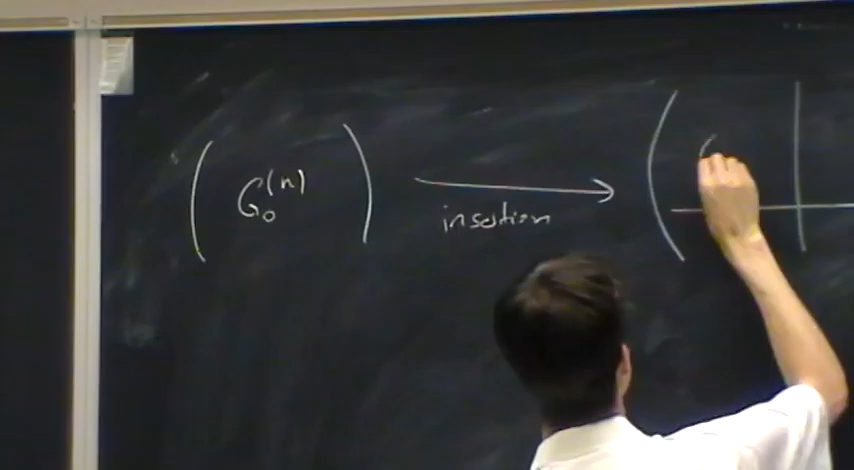 ( G₀⁽ⁿ⁾ ) → (
insertion